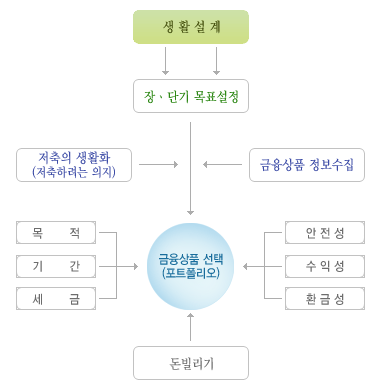 생 활 설 계
장 · 단기 목표설정
저축의 생활화
(저축하려는 의지)
금융상품 정보수집
목 적
기 간
세 금
금융상품 선택
(포트폴리오)
안 전 성
수 익 성
환 금 성
돈빌리기